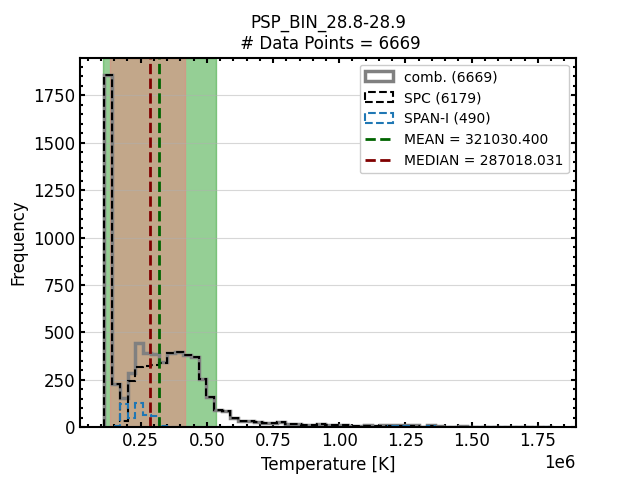 PSP_BIN_28.8-28.9
# Data Points = 6669
comb. (6669)
SPC (6179)
SPAN-I (490)
MEAN = 321030.400
MEDIAN = 287018.031
Frequency
1750
1500
1250
1000
750
500
250
0
0.25 0.50 0.75 1.00 1.25 1.50 1.75
1e6
Temperature [K]